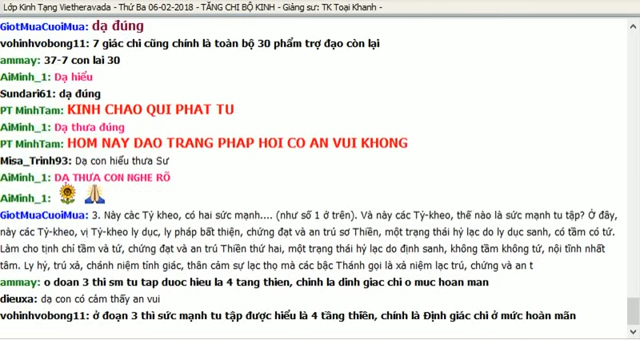 Lớp Kinh Tạng Vietheravada - Thứ Ba 06-02-2018 - TĂNG CHI BỘ KINH - Giảng sư: TK Toại Khanh -
GiotMuaCuoiMua: dạ đúng
vohinhvobong11: 7 giác chi cũng chính là toàn bộ 30 phẩm trợ đạo còn lại
ammay: 37-7 con lai 30
AiMinh_1: Dạ hiểu
Sundari61: dạ đúng
PT MinhTam: KINH CHAO QUI PHAT TU
AiMinh_1: Dạ thưa đúng
PT MinhTam: HOM NAY DAO TRANG PHAP HOI CO AN VUI KHONG
Misa_Trinh93: Dạ con hiểu thưa Sư
AiMinh_1: DẠ THƯA CON NGHE RÕ
AiMinh_1:
GiotMuaCuoiMua: 3. Này các Tỷ kheo, có hai sức mạnh.... (như số 1 ở trên). Và này các Tỷ-kheo, thế nào là sức mạnh tu tập? Ở đây,
này các Tỷ-kheo, vị Tỷ-kheo ly dục, ly pháp bất thiện, chứng đạt và an trú sơ Thiền, một trạng thái hỷ lạc do ly dục sanh, có tầm có tứ.
Làm cho tịnh chỉ tầm và tứ, chứng đạt và an trú Thiền thứ hai, một trạng thái hỷ lạc do định sanh, không tầm không tứ, nội tĩnh nhất
tâm. Ly hỷ, trú xả, chánh niệm tỉnh giác, thân cảm sự lạc thọ mà các bậc Thánh gọi là xả niệm lạc trú, chứng và an t
ammay: o doan 3 thi sm tu tap duoc hieu la 4 tang thien, chinh la dinh giac chi o muc hoan man
dieuxa: dạ con có cảm thấy an vui
vohinhvobong11: ở đoạn 3 thì sức mạnh tu tập được hiểu là 4 tầng thiền, chính là Định giác chi ở mức hoàn mãn